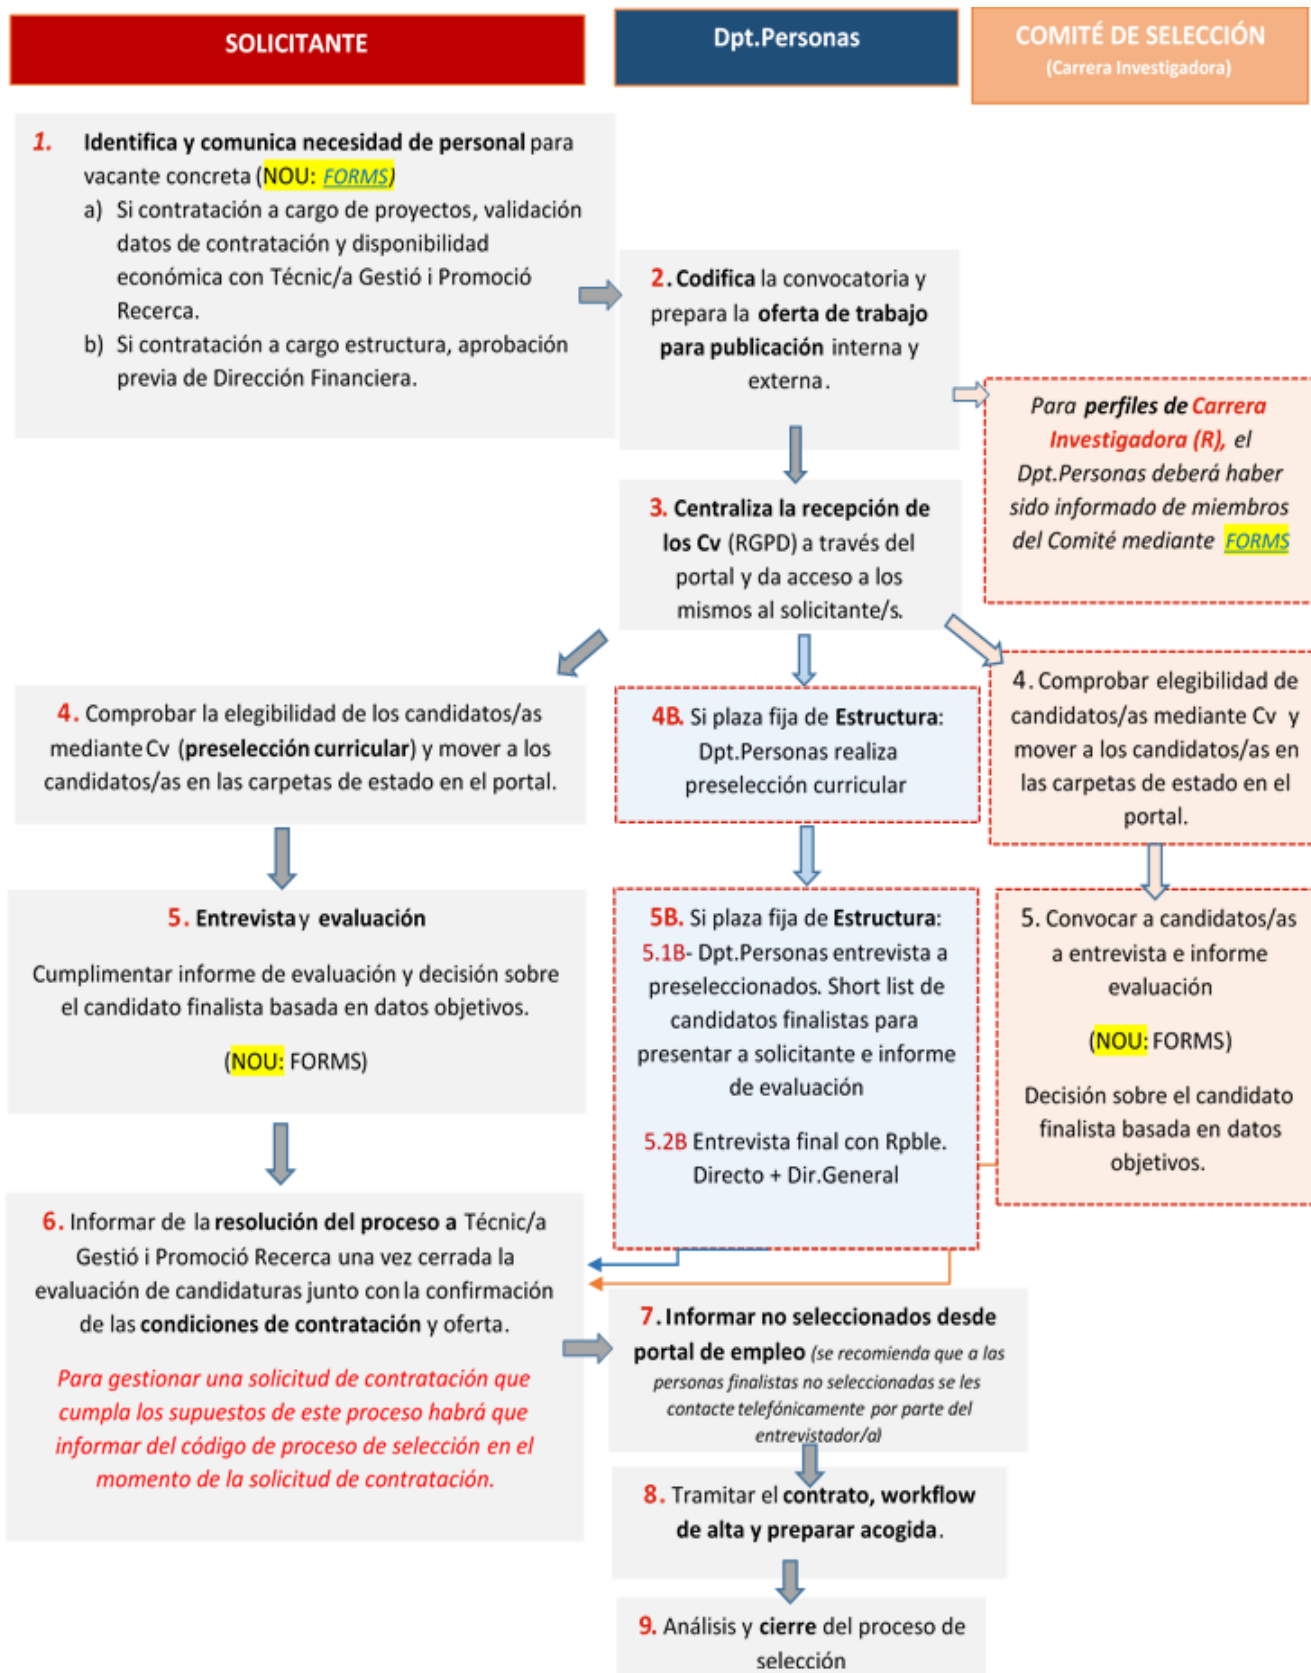 SOLICITANTE
Dpt.Personas
COMITÉ DE SELECCIÓN
(Carrera Investigadora)
1. Identifica y comunica necesidad de personal para
vacante concreta (NOU: FORMS)
a) Si contratación a cargo de proyectos, validación
datos de contratación y disponibilidad
económica con Técnic/a Gestió i Promoció
Recerca.
b) Si contratación a cargo estructura, aprobación
previa de Dirección Financiera.
2. Codifica la convocatoria y
prepara la oferta de trabajo
para publicación interna y
externa.
Para perfiles de Carrera
Investigadora (R), el
Dpt.Personas deberá haber
sido informado de miembros
del Comité mediante FORMS
3. Centraliza la recepción de
los Cv (RGPD) a través del
portal y da acceso a los
mismos al solicitante/s.
4. Comprobar la elegibilidad de los candidatos/as
mediante Cv (preselección curricular) y mover a los
candidatos/as en las carpetas de estado en el portal.
4B. Si plaza fija de Estructura:
Dpt.Personas realiza
preselección curricular
4. Comprobar elegibilidad de
candidatos/as mediante Cv y
mover a los candidatos/as en
las carpetas de estado en el
portal.
5. Entrevista y evaluación
Cumplimentar informe de evaluación y decisión sobre
el candidato finalista basada en datos objetivos.
(NOU: FORMS)
5B. Si plaza fija de Estructura:
5.1B- Dpt.Personas entrevista a
preseleccionados. Short list de
candidatos finalistas para
presentar a solicitante e informe
de evaluación
5.2B Entrevista final con Rpble.
Directo + Dir.General
5. Convocar a candidatos/as
a entrevista e informe
evaluación
(NOU: FORMS)
Decisión sobre el candidato
finalista basada en datos
objetivos.
6. Informar de la resolución del proceso a Técnic/a
Gestió i Promoció Recerca una vez cerrada la
evaluación de candidaturas junto con la confirmación
de las condiciones de contratación y oferta.
Para gestionar una solicitud de contratación que
cumpla los supuestos de este proceso habrá que
informar del código de proceso de selección en el
momento de la solicitud de contratación.
7. Informar no seleccionados desde
portal de empleo (se recomienda que a las
personas finalistas no seleccionadas se les
contacte telefónicamente por parte del
entrevistador/a)
8. Tramitar el contrato, workflow
de alta y preparar acogida.
9. Análisis y cierre del proceso de
selección